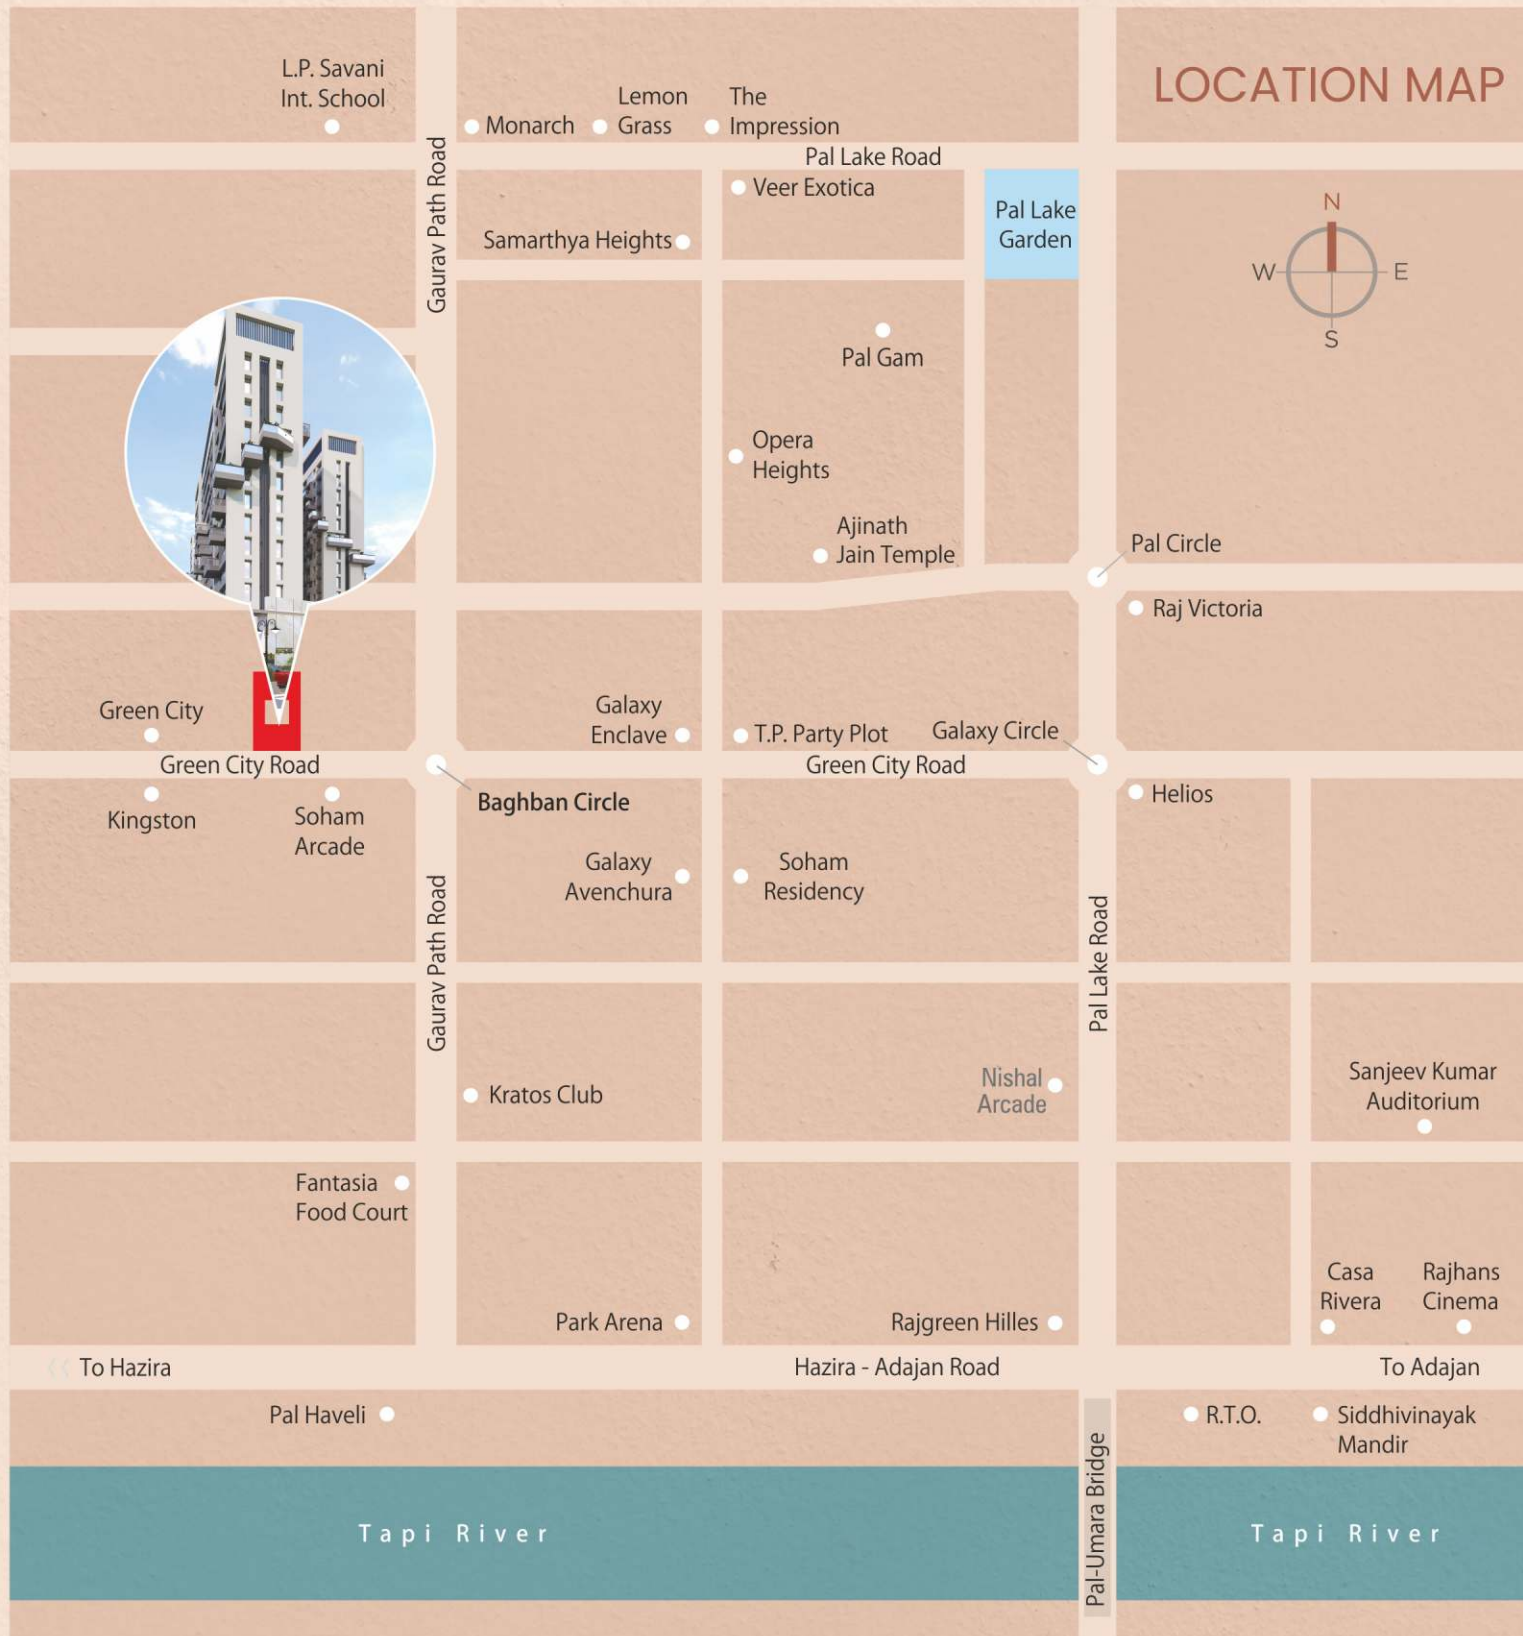 LOCATION MAP
L.P. Savani
Int. School
Monarch
Lemon
Grass
The
Impression
Pal Lake Road
Gaurav Path Road
Veer Exotica
Samarthya Heights
Pal Lake
Garden
N
W
E
S
Pal Gam
Opera
Heights
Ajinath
Jain Temple
Pal Circle
Raj Victoria
Green City
Galaxy
Enclave
T.P. Party Plot
Galaxy Circle
Green City Road
Green City Road
Kingston
Soham
Arcade
Baghban Circle
Helios
Galaxy
Avenchura
Soham
Residency
Gaurav Path Road
Pal Lake Road
Kratos Club
Nishal
Arcade
Sanjeev Kumar
Auditorium
Fantasia
Food Court
Park Arena
Rajgreen Hilles
Casa
Rivera
Rajhans
Cinema
To Hazira
Hazira - Adajan Road
To Adajan
Pal Haveli
R.T.O.
Siddhivinayak
Mandir
Pal-Umara Bridge
Tapi River
Tapi River